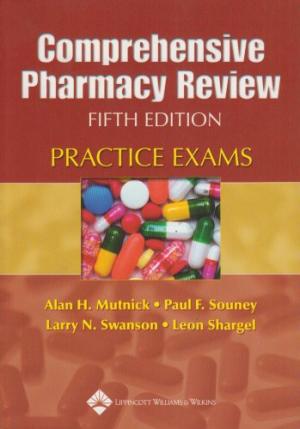 Comprehensive
Pharmacy Review
FIFTH EDITION
PRACTICE EXAMS
Alan H. Mutnick • Paul F. Souney
Larry N. Swanson • Leon Shargel
LIPPINCOTT WILLIAMS & WILKINS